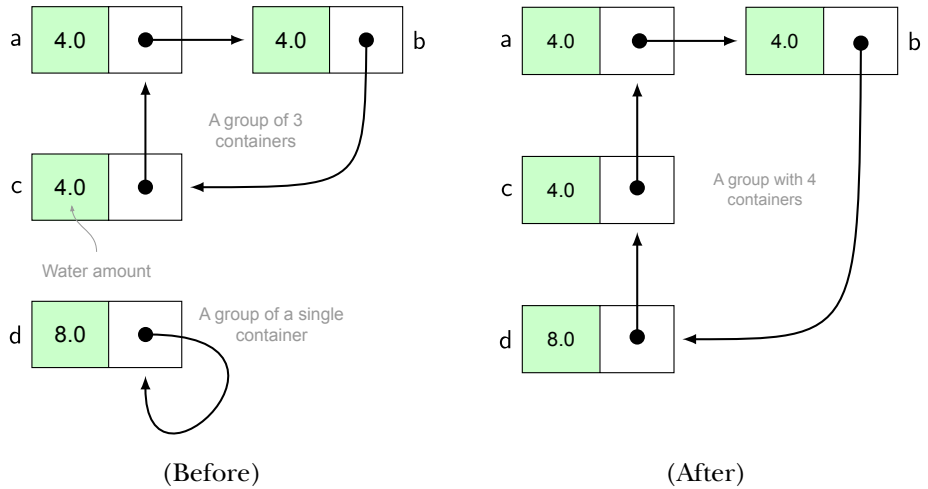 a
4.0
4.0
b
A group of 3
containers
c
4.0
Water amount
d
8.0
A group of a single
container
(Before)
a
4.0
4.0
b
c
4.0
A group with 4
containers
d
8.0
(After)